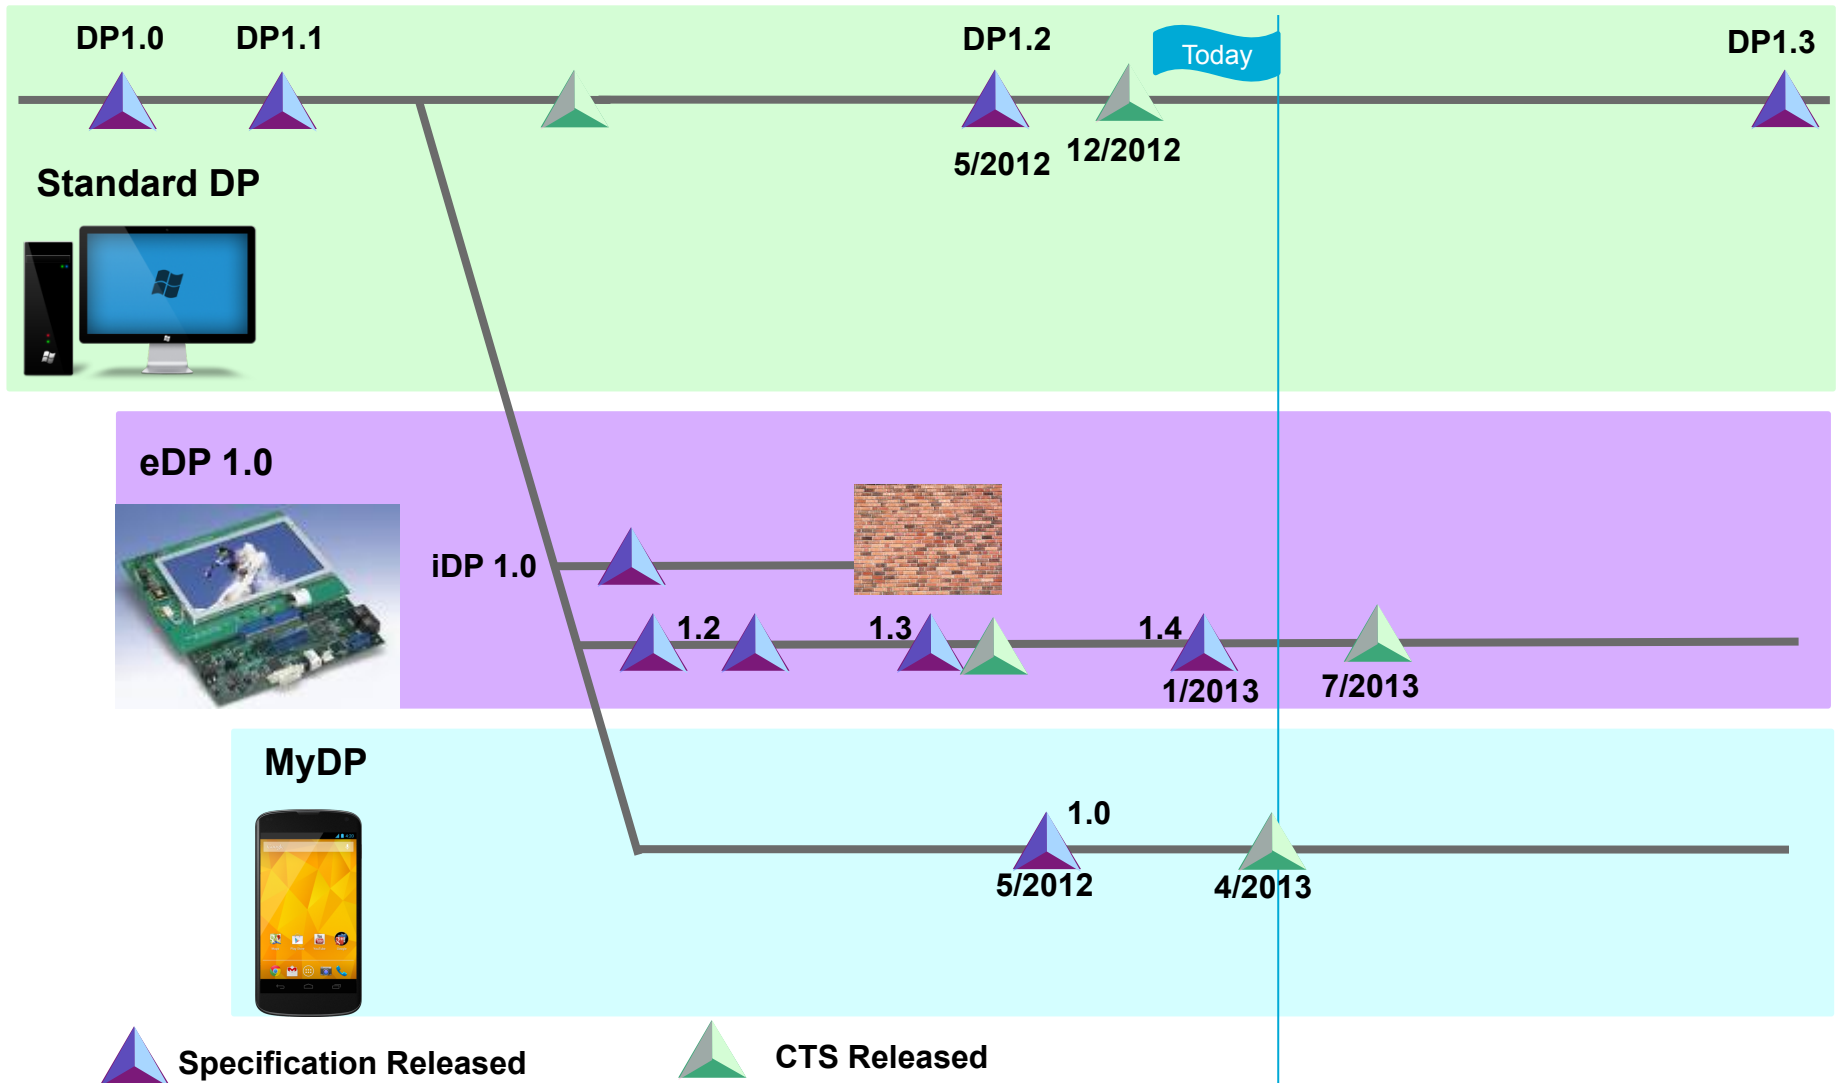 DP1.0
DP1.1
DP1.2
Today
DP1.3
5/2012
12/2012
Standard DP
eDP 1.0
iDP 1.0
1.2
1.3
1.4
1/2013
7/2013
MyDP
1.0
5/2012
4/2013
Specification Released
CTS Released